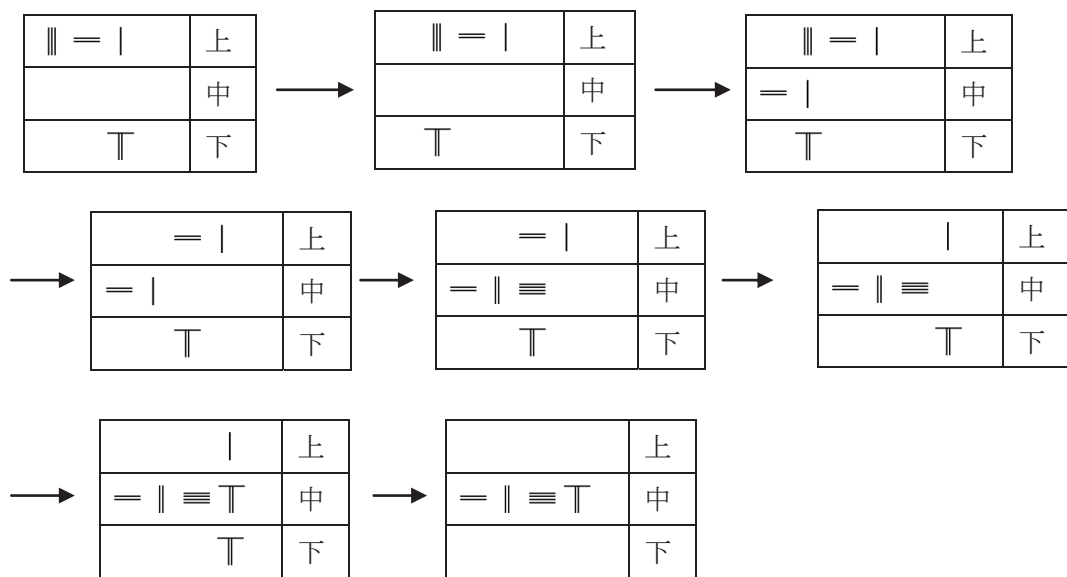 𝍢 𝍪 𝍠 上
中
𝍦 下
𝍢 𝍪 𝍠 上
中
𝍦 下
𝍢 𝍪 𝍠 上
𝍪 𝍠 中
𝍦 下
𝍪 𝍠 上
𝍪 𝍠 中
𝍦 下
𝍪 𝍠 上
𝍪 𝍡 𝍬 中
𝍦 下
𝍠 上
𝍪 𝍡 𝍬 中
𝍦 下
𝍠 上
𝍪 𝍡 𝍬 𝍦 中
𝍦 下
上
𝍪 𝍡 𝍬 𝍦 中
下